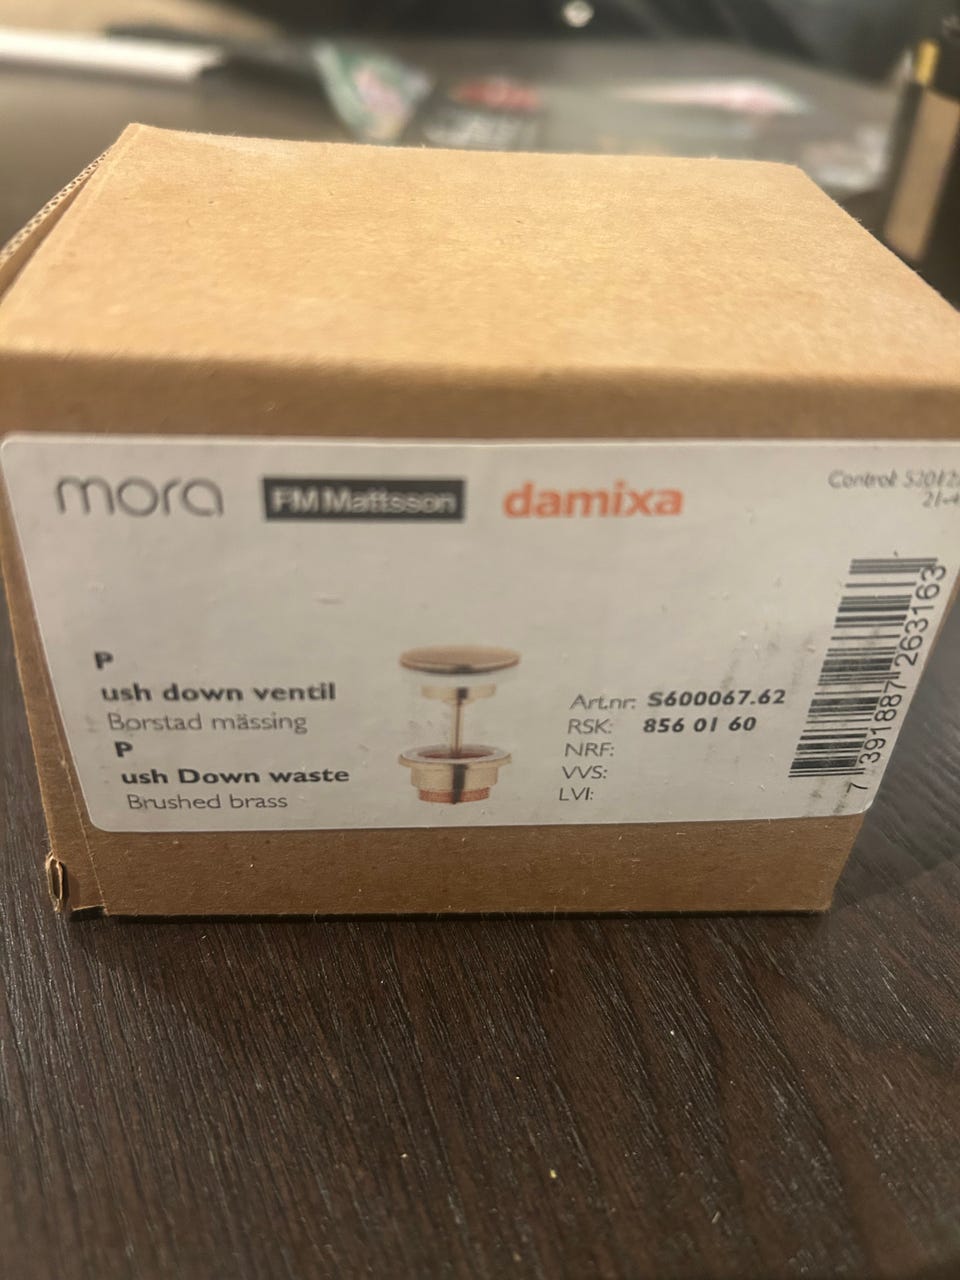 mora FM Mattsson damixa
Control:
P
ush down ventil
Borstad mässing
P
ush Down waste
Brushed brass
Art.nr: S600067.62
RSK: 856 01 60
NRF:
VVS:
LVI:
7 391887 263163